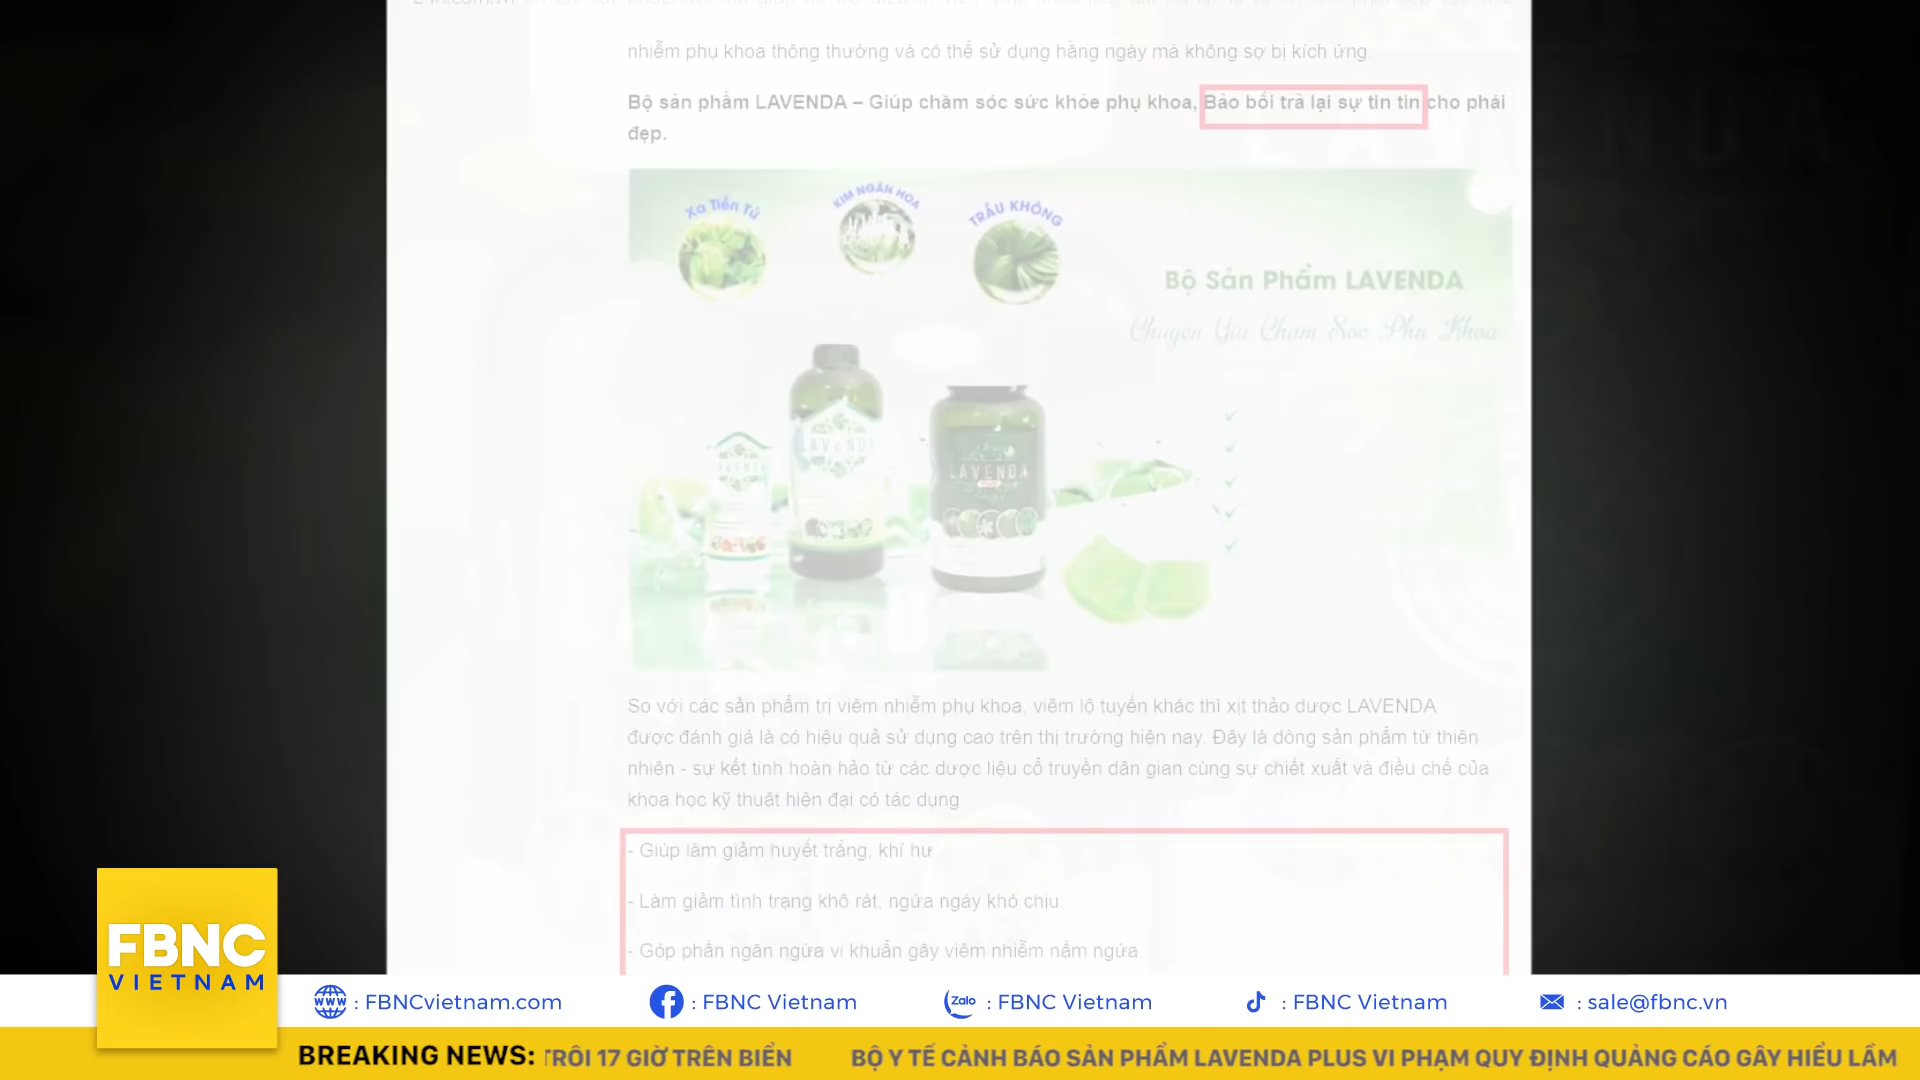 nhiễm phụ khoa thông thường và có thể sử dụng hằng ngày mà không sợ bị kích ứng.
Bộ sản phẩm LAVENDA – Giúp chăm sóc sức khỏe phụ khoa, Bảo bối trả lại sự tin tin cho phái
đẹp.
Xa Tiền Tử
KIM NGÂN HOA
TRẦU KHÔNG
Bộ Sản Phẩm LAVENDA
Chuyên Gia Chăm Sóc Phụ Khoa
LAVENDA
LAVENDA
LAVENDA
So với các sản phẩm trị viêm nhiễm phụ khoa, viêm lộ tuyến khác thì xịt thảo dược LAVENDA
được đánh giá là có hiệu quả sử dụng cao trên thị trường hiện nay. Đây là dòng sản phẩm từ thiên
nhiên - sự kết tinh hoàn hảo từ các dược liệu cổ truyền dân gian cùng sự chiết xuất và điều chế của
khoa học kỹ thuật hiện đại có tác dụng
- Giúp làm giảm huyết trắng, khí hư.
- Làm giảm tình trạng khô rát, ngứa ngáy khó chịu.
- Góp phần ngăn ngừa vi khuẩn gây viêm nhiễm nấm ngứa.
FBNC
VIETNAM
www : FBNCvietnam.com
: FBNC Vietnam
Zalo : FBNC Vietnam
: FBNC Vietnam
: sale@fbnc.vn
BREAKING NEWS: TRÔI 17 GIỜ TRÊN BIỂN BỘ Y TẾ CẢNH BÁO SẢN PHẨM LAVENDA PLUS VI PHẠM QUY ĐỊNH QUẢNG CÁO GÂY HIỂU LẦM